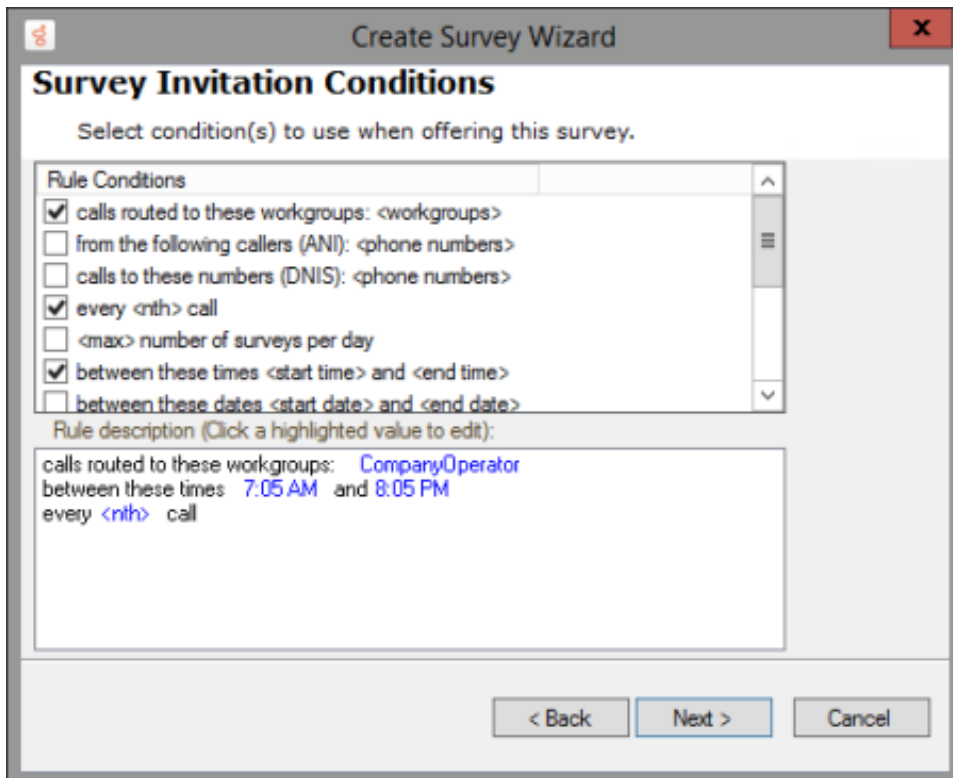 Create Survey Wizard
x
Survey Invitation Conditions
Select condition(s) to use when offering this survey.
Rule Conditions
calls routed to these workgroups: <workgroups>
from the following callers (ANI): <phone numbers>
calls to these numbers (DNIS): <phone numbers>
every <nth> call
<max> number of surveys per day
between these times <start time> and <end time>
between these dates <start date> and <end date>
Rule description (Click a highlighted value to edit):
calls routed to these workgroups: CompanyOperator
between these times 7:05 AM and 8:05 PM
every <nth> call
< Back Next > Cancel